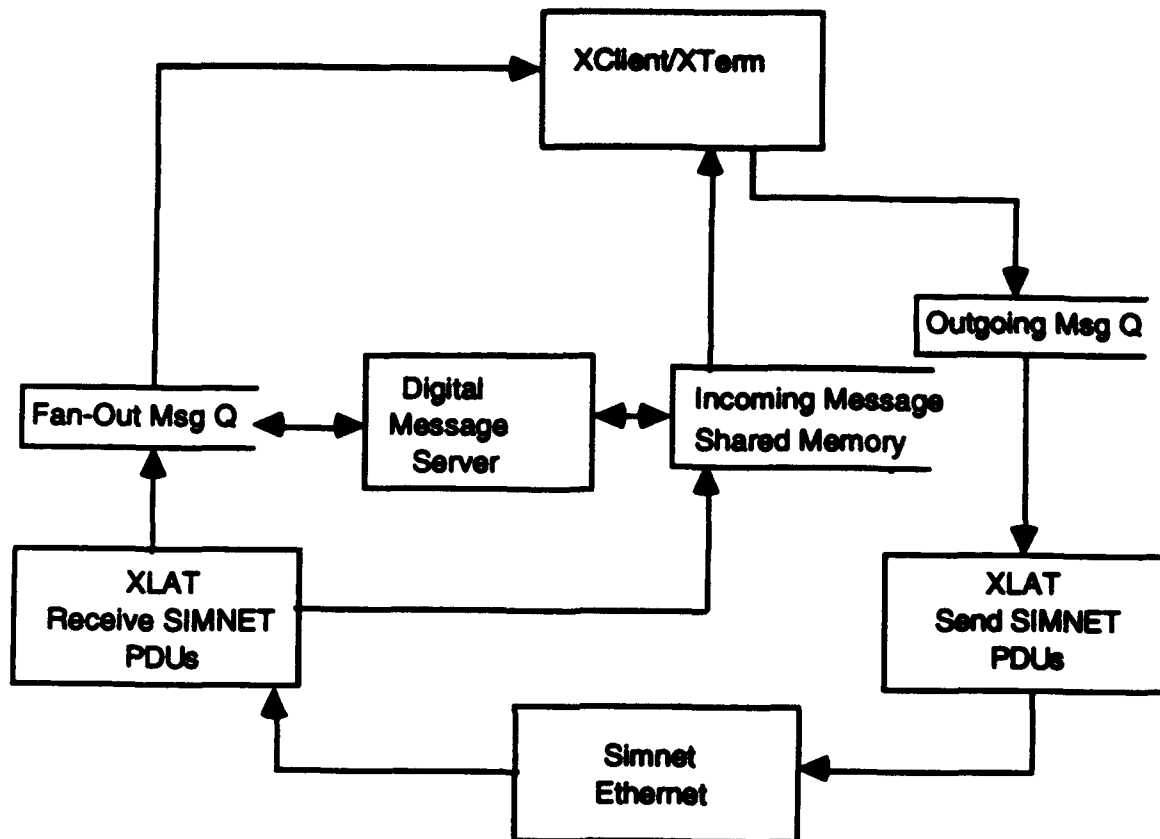 XClient/XTerm
Outgoing Msg Q
Fan-Out Msg Q
Digital
Message
Server
Incoming Message
Shared Memory
XLAT
Receive SIMNET
PDUs
XLAT
Send SIMNET
PDUs
Simnet
Ethernet